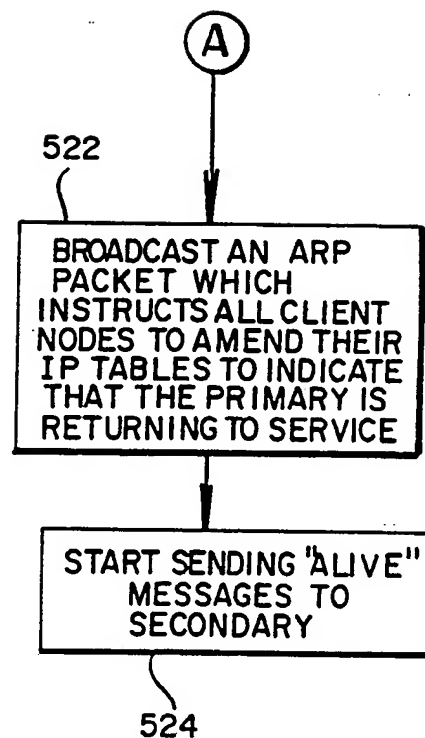 A
522
BROADCAST AN ARP
PACKET WHICH
INSTRUCTS ALL CLIENT
NODES TO AMEND THEIR
IP TABLES TO INDICATE
THAT THE PRIMARY IS
RETURNING TO SERVICE
START SENDING "ALIVE"
MESSAGES TO
SECONDARY
524